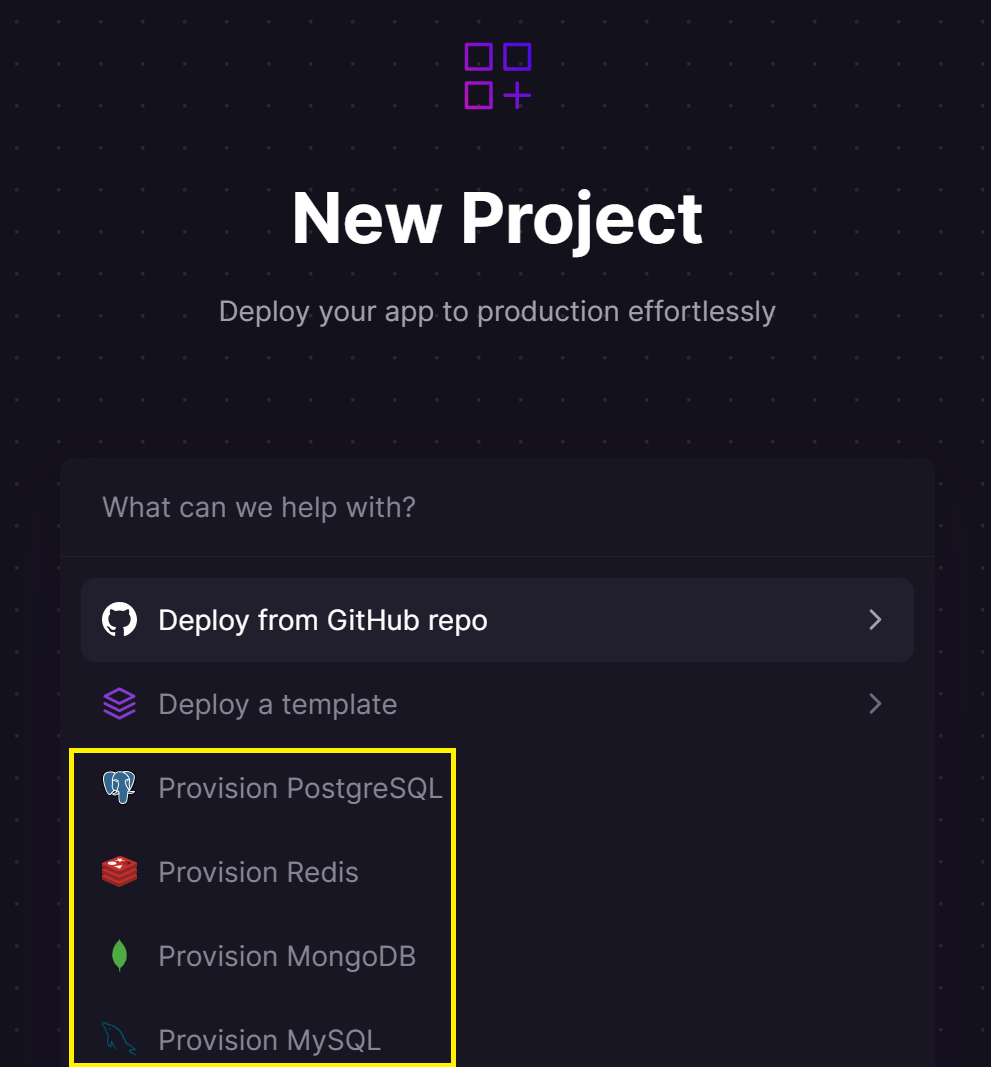 New Project
Deploy your app to production effortlessly
What can we help with?
Deploy from GitHub repo
Deploy a template
Provision PostgreSQL
Provision Redis
Provision MongoDB
Provision MySQL